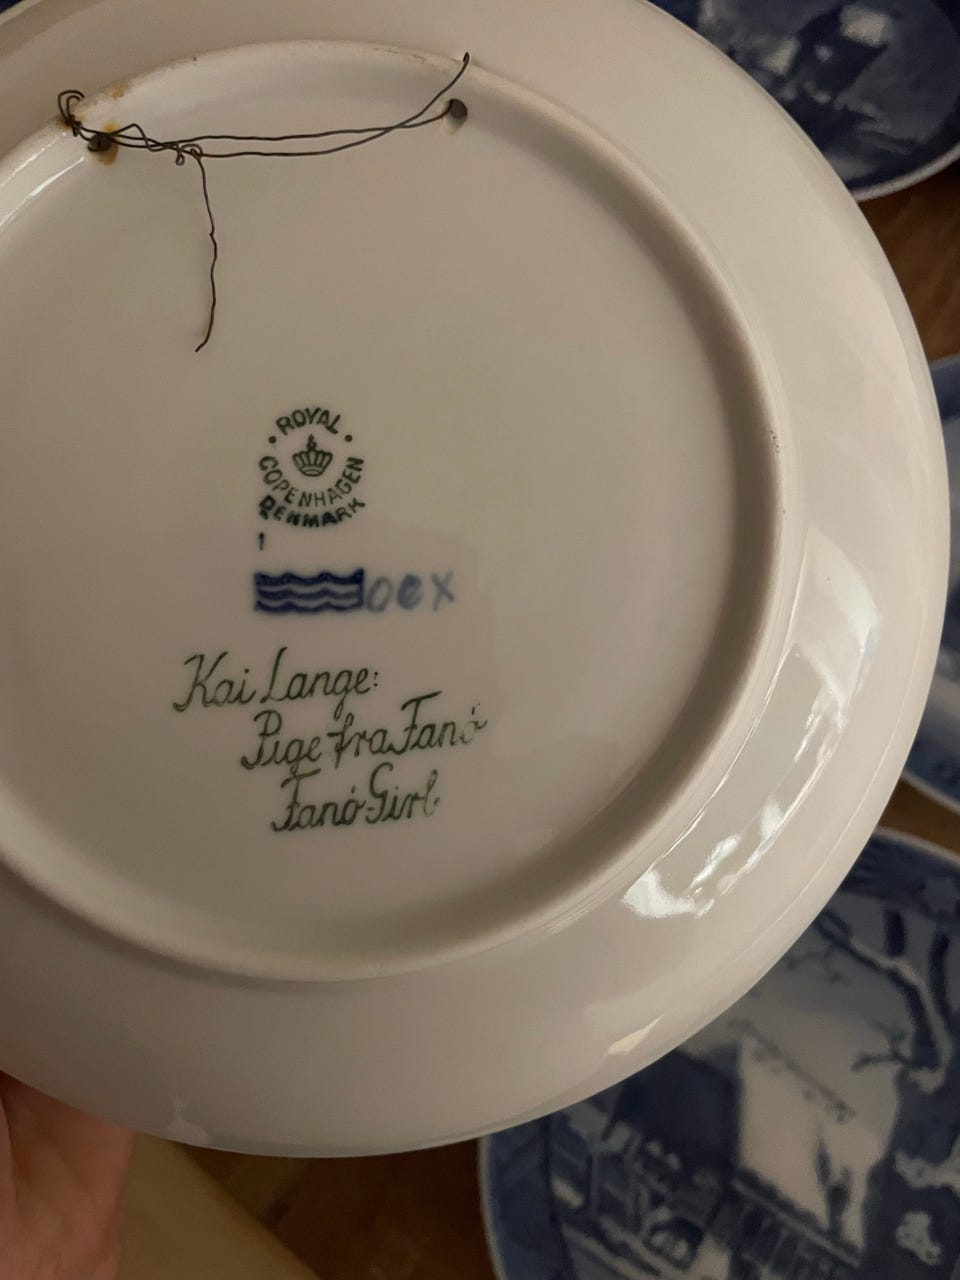 ROYAL
COPENHAGEN
DENMARK
Kai Lange:
Pige fra Fanø
Fanø-Girl